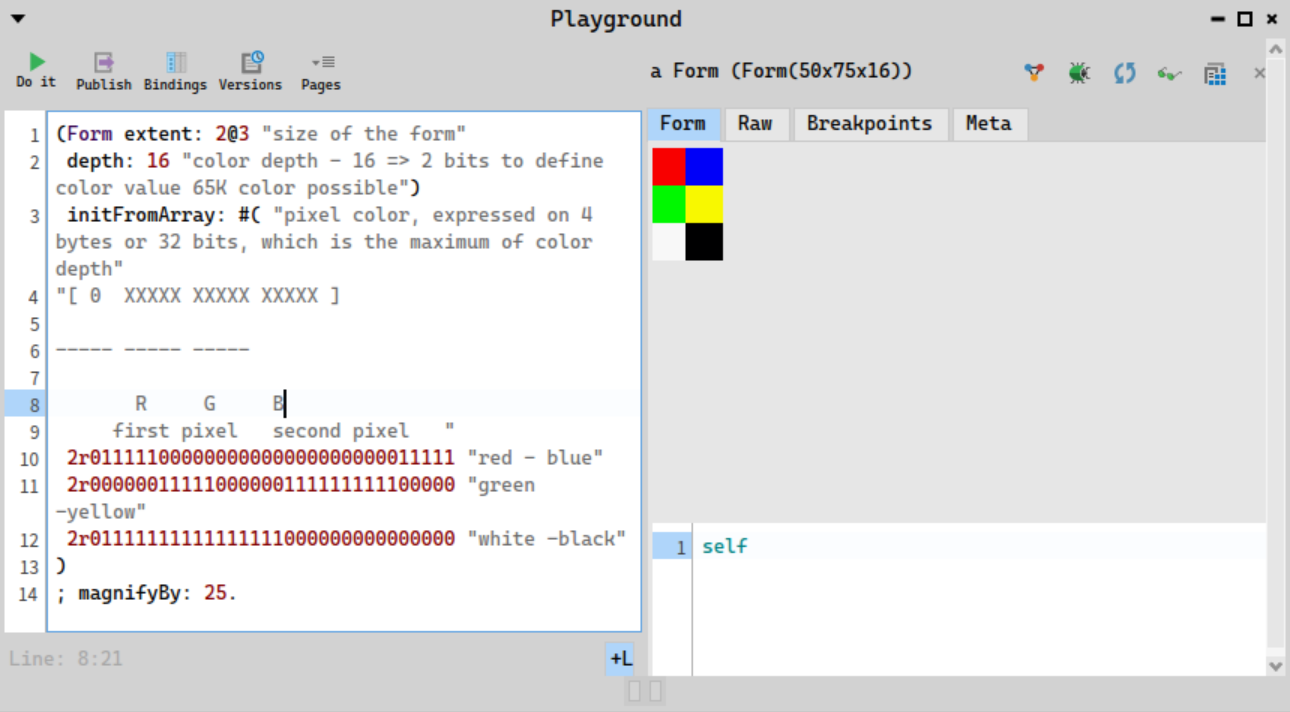 Playground
Do it Publish Bindings Versions Pages
a Form (Form(50x75x16))
Form Raw Breakpoints Meta
1 (Form extent: 2@3 "size of the form"
2 depth: 16 "color depth - 16 => 2 bits to define
color value 65K color possible")
3 initFromArray: #( "pixel color, expressed on 4
bytes or 32 bits, which is the maximum of color
depth"
4 "[ 0 XXXXX XXXXX XXXXX ]
5
6 ----- ----- -----
7
8 R G B
9 first pixel second pixel "
10 2r01111100000000000000000000011111 "red - blue"
11 2r00000011111000000111111111100000 "green
-yellow"
12 2r01111111111111111000000000000000 "white -black"
13 )
14 ; magnifyBy: 25.
1 self
Line: 8:21
+L